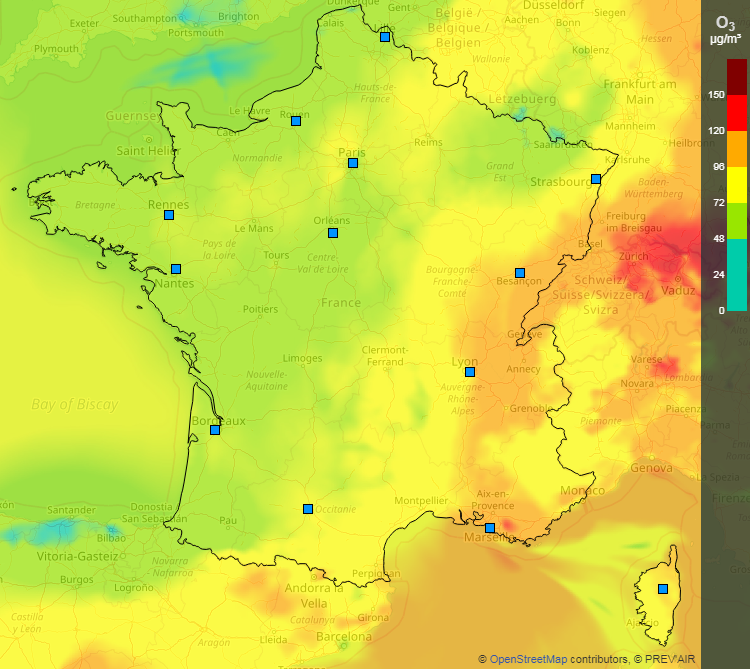 Dunkerque
Düsseldorf
Exeter
Southampton
Brighton
Portsmouth
Plymouth
Calais
Gent
België /
Belgique /
Belgien
Aachen
Bonn
Siegen
Hessen
Koblenz
Wallonie
Frankfurt am
Main
Lëtzebuerg
Mannheim
Heilbronn
Saarbrücken
Karlsruhe
Guernsey
Saint Helier
Le Havre
Rouen
Caen
Hauts-de-
France
Normandie
Paris
Reims
Grand
Est
Strasbourg
Baden-
Württemberg
Freiburg
im Breisgau
Basel
Zürich
Vaduz
Schweiz/
Suisse/Svizzera/
Svizra
Bretagne
Rennes
Le Mans
Orléans
Pays de
la Loire
Tours
Centre-
Val de Loire
Nantes
Bourgogne-
Franche-
Comté
Besançon
Poitiers
France
Genève
Annecy
Limoges
Clermont-
Ferrand
Lyon
Auvergne-
Rhône-
Alpes
Grenoble
Nouvelle-
Aquitaine
Varese
Novara
Lombardia
Piacenza
Parma
Piemonte
Genova
La Spezia
Firenze
Bay of Biscay
Bordeaux
Montpellier
Aix-en-
Provence
Marseille
Monaco
Occitanie
Pau
Santander
Donostia
San Sebastián
Bilbao
Vitoria-Gasteiz
Burgos
Logroño
Navarra
- Nafarroa
Perpignan
Andorra la
Vella
Catalunya
Girona
Castilla
y León
Aragón
Lleida
Barcelona
Ajaccio
O3
µg/m³
150
120
96
72
48
24
0
© OpenStreetMap contributors, © PREV'AIR